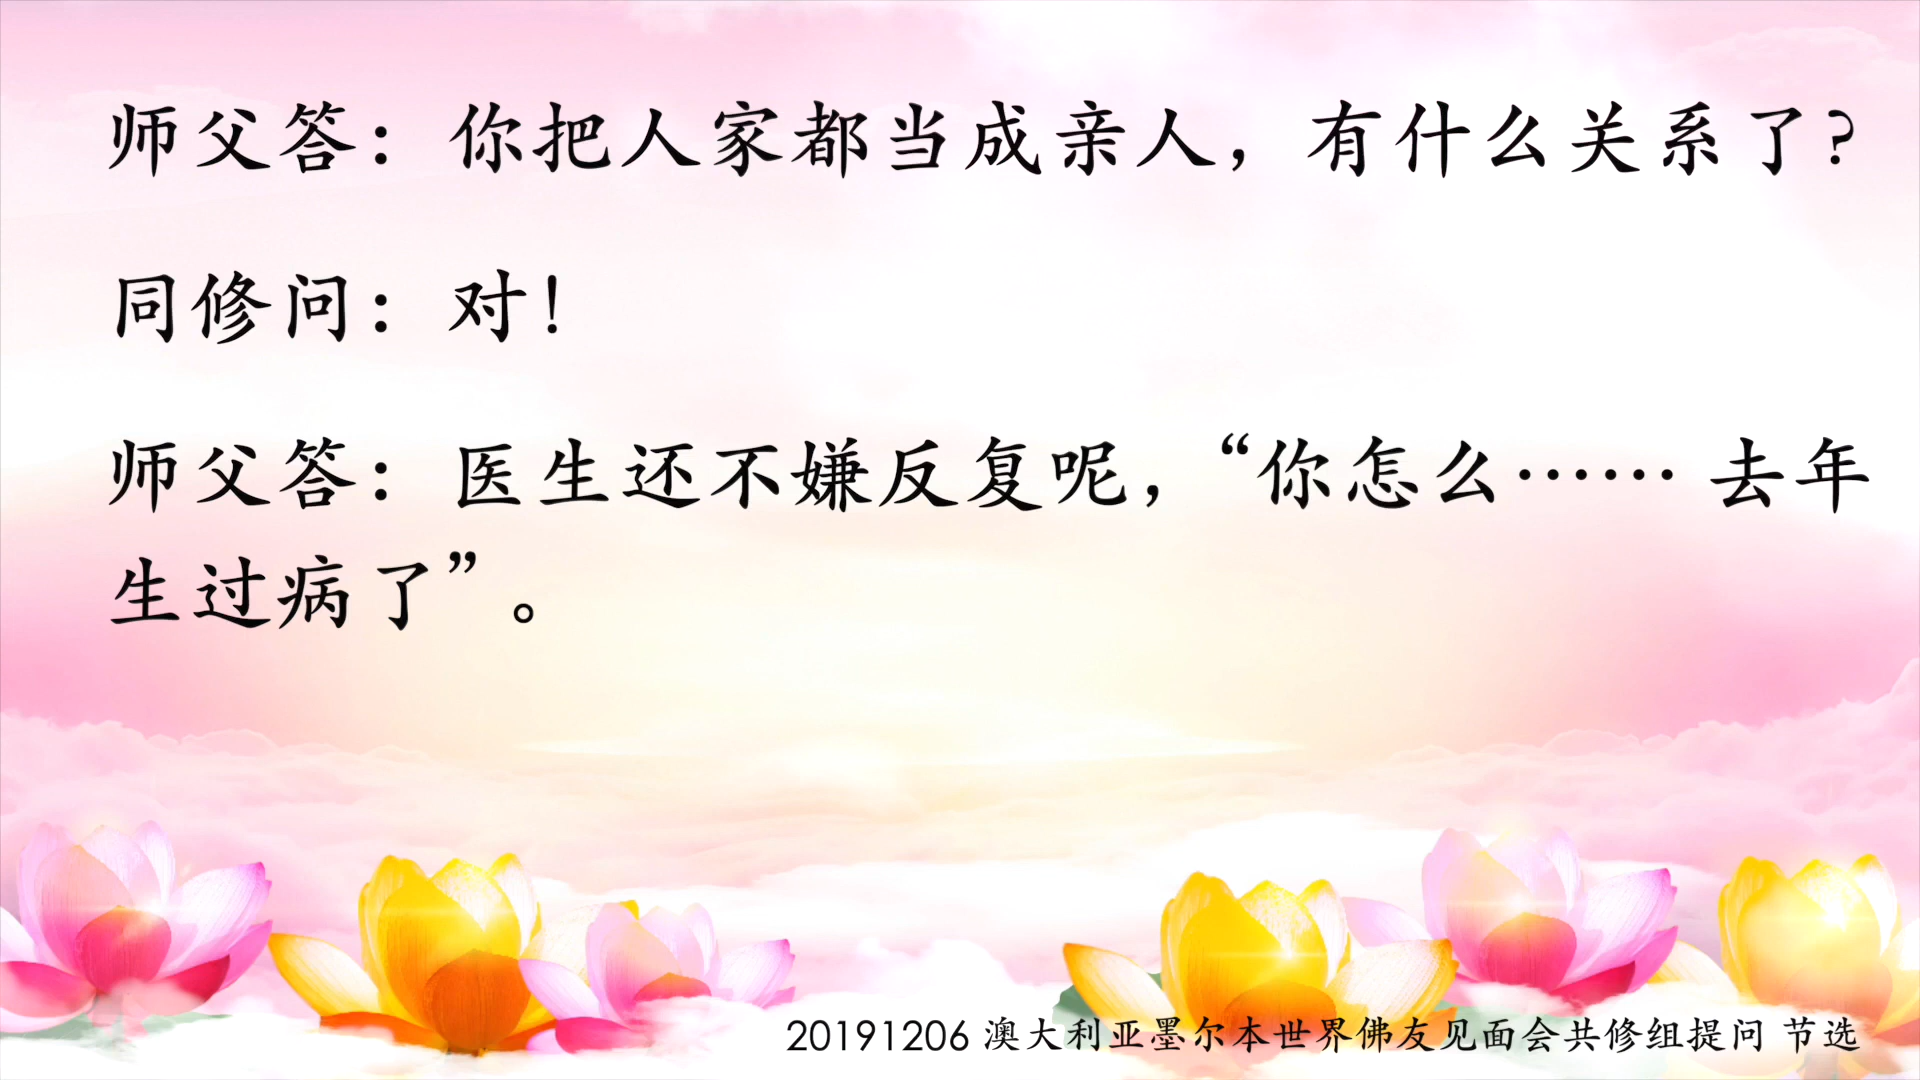 师父答：你把人家都当成亲人，有什么关系了？
同修问：对！
师父答：医生还不嫌反复呢，“你怎么…… 去年
生过病了”。
20191206 澳大利亚墨尔本世界佛友见面会共修组提问 节选